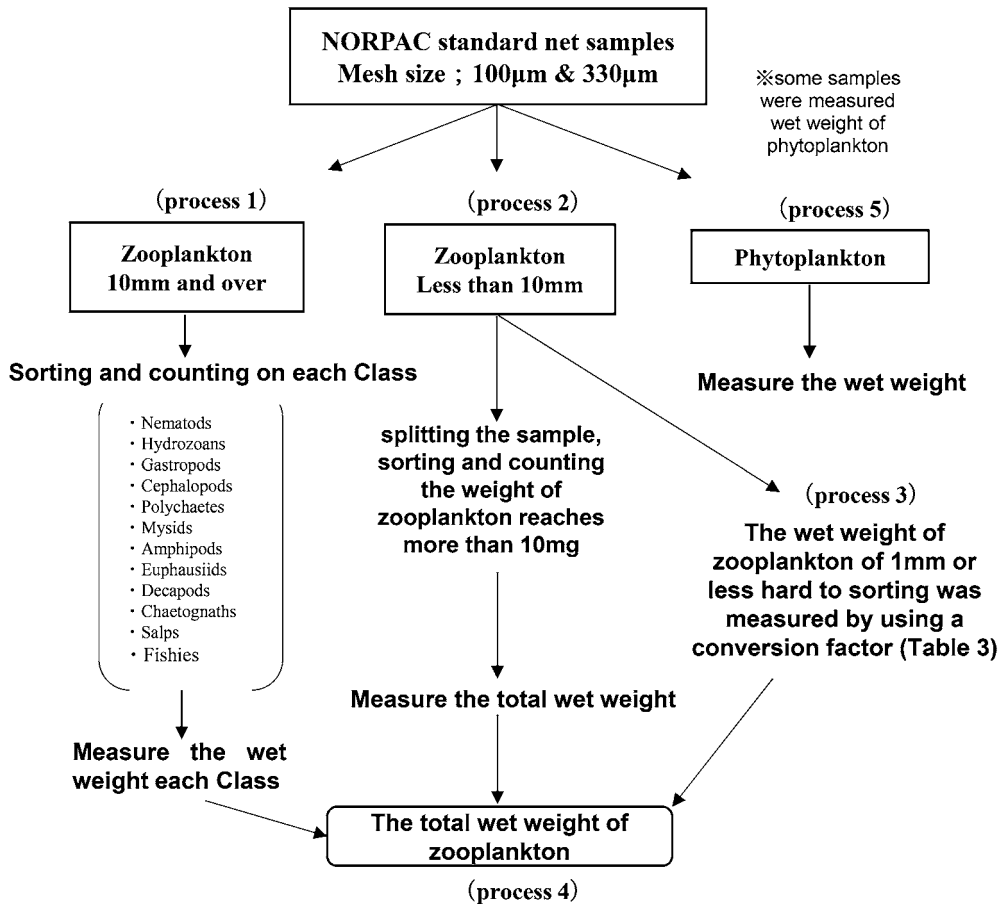 NORPAC standard net samples
Mesh size ; 100μm & 330μm
※some samples
were measured
wet weight of
phytoplankton
(process 1)
Zooplankton
10mm and over
Sorting and counting on each Class
・Nematods
・Hydrozoans
・Gastropods
・Cephalopods
・Polychaetes
・Mysids
・Amphipods
・Euphausiids
・Decapods
・Chaetognaths
・Salps
・Fishies
Measure the wet
weight each Class
(process 2)
Zooplankton
Less than 10mm
splitting the sample,
sorting and counting
the weight of
zooplankton reaches
more than 10mg
Measure the total wet weight
(process 5)
Phytoplankton
Measure the wet weight
(process 3)
The wet weight of
zooplankton of 1mm or
less hard to sorting was
measured by using a
conversion factor (Table 3)
The total wet weight of
zooplankton
(process 4)